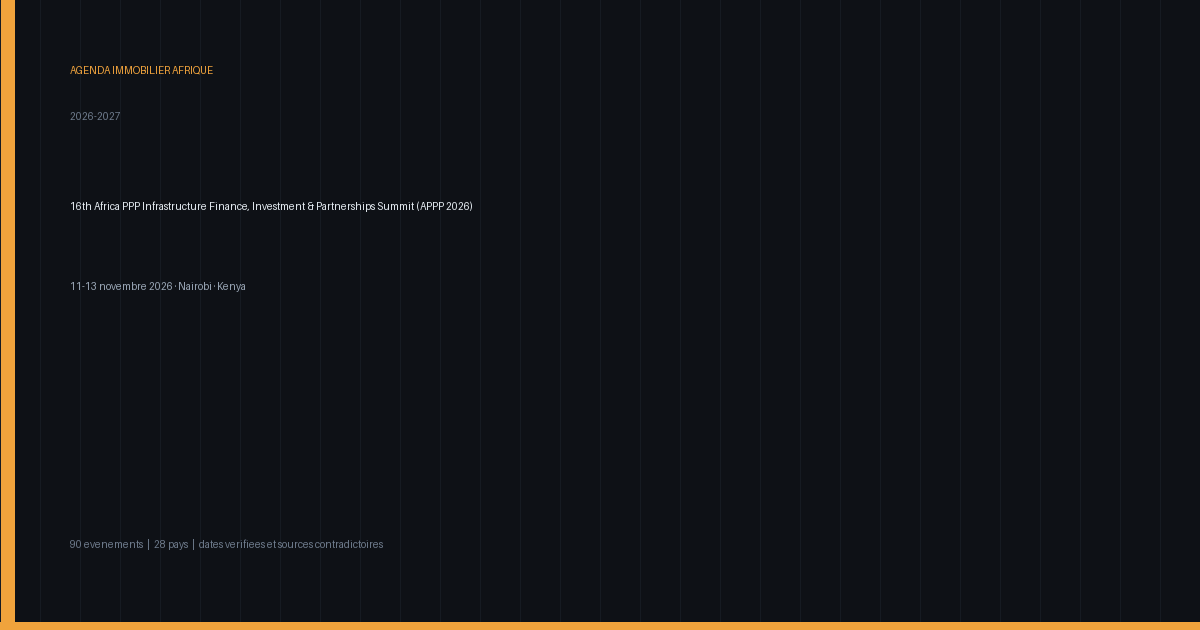 AGENDA IMMOBILIER AFRIQUE
2026-2027
16th Africa PPP Infrastructure Finance, Investment & Partnerships Summit (APPP 2026)
11-13 novembre 2026 · Nairobi · Kenya
90 evenements | 28 pays | dates verifiees et sources contradictoires